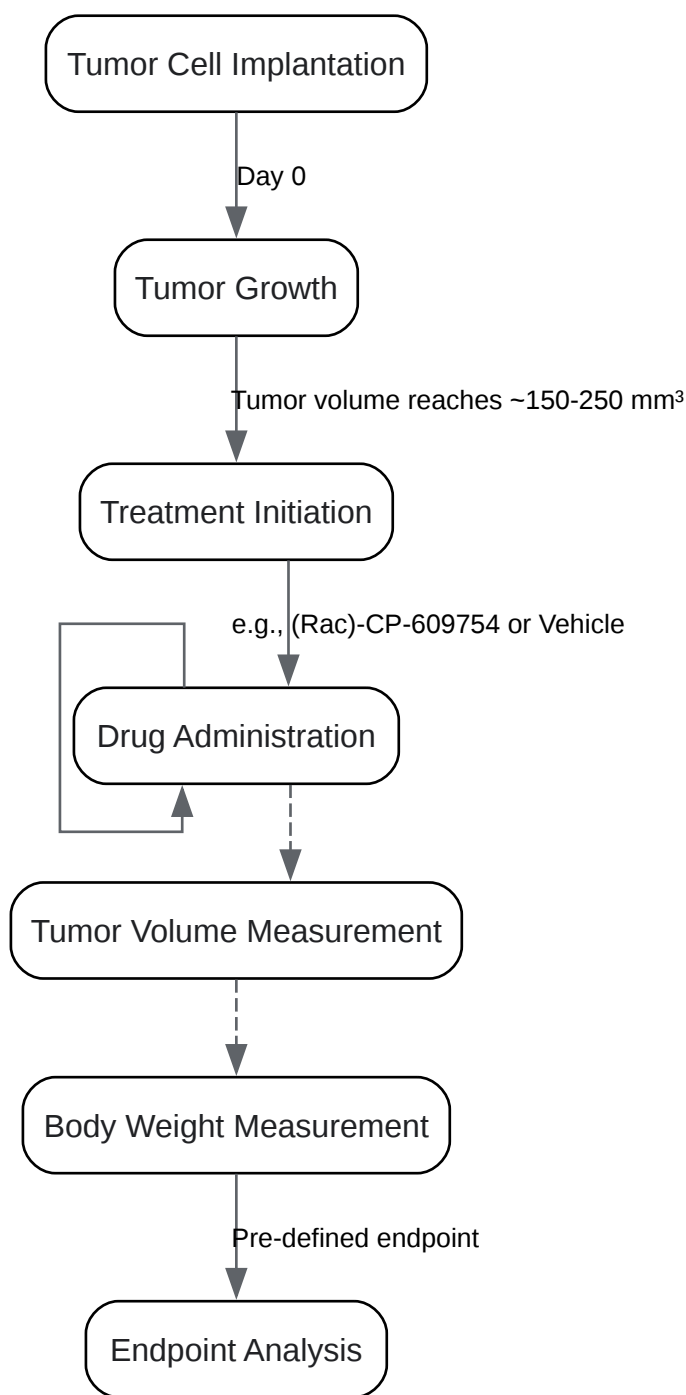 Tumor Cell Implantation
Day 0
Tumor Growth
Tumor volume reaches ~150-250 mm³
Treatment Initiation
e.g., (Rac)-CP-609754 or Vehicle
Drug Administration
Tumor Volume Measurement
Body Weight Measurement
Pre-defined endpoint
Endpoint Analysis